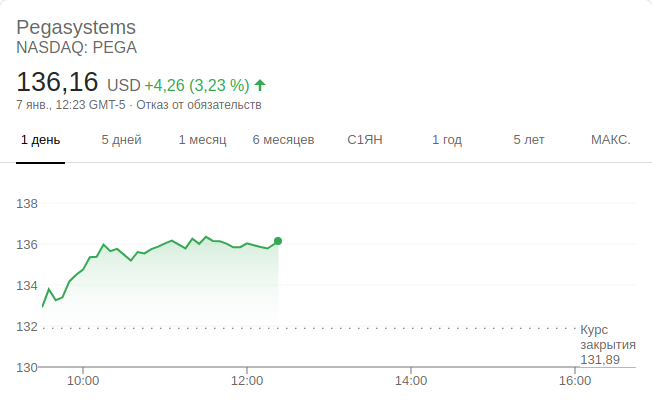 Pegasystems
NASDAQ: PEGA
136,16 USD +4,26 (3,23 %)
7 янв., 12:23 GMT-5 · Отказ от обязательств
1 день 5 дней 1 месяц 6 месяцев С1ЯН 1 год 5 лет МАКС.
138
136
134
132
130
Курс
закрытия
131,89
10:00 12:00 14:00 16:00